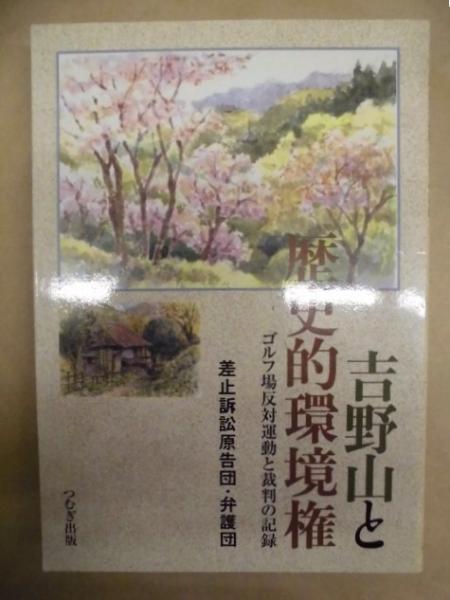 吉野山と
歴史的環境権
ゴルフ場反対運動と裁判の記録
差止訴訟原告団・弁護団
つむぎ出版